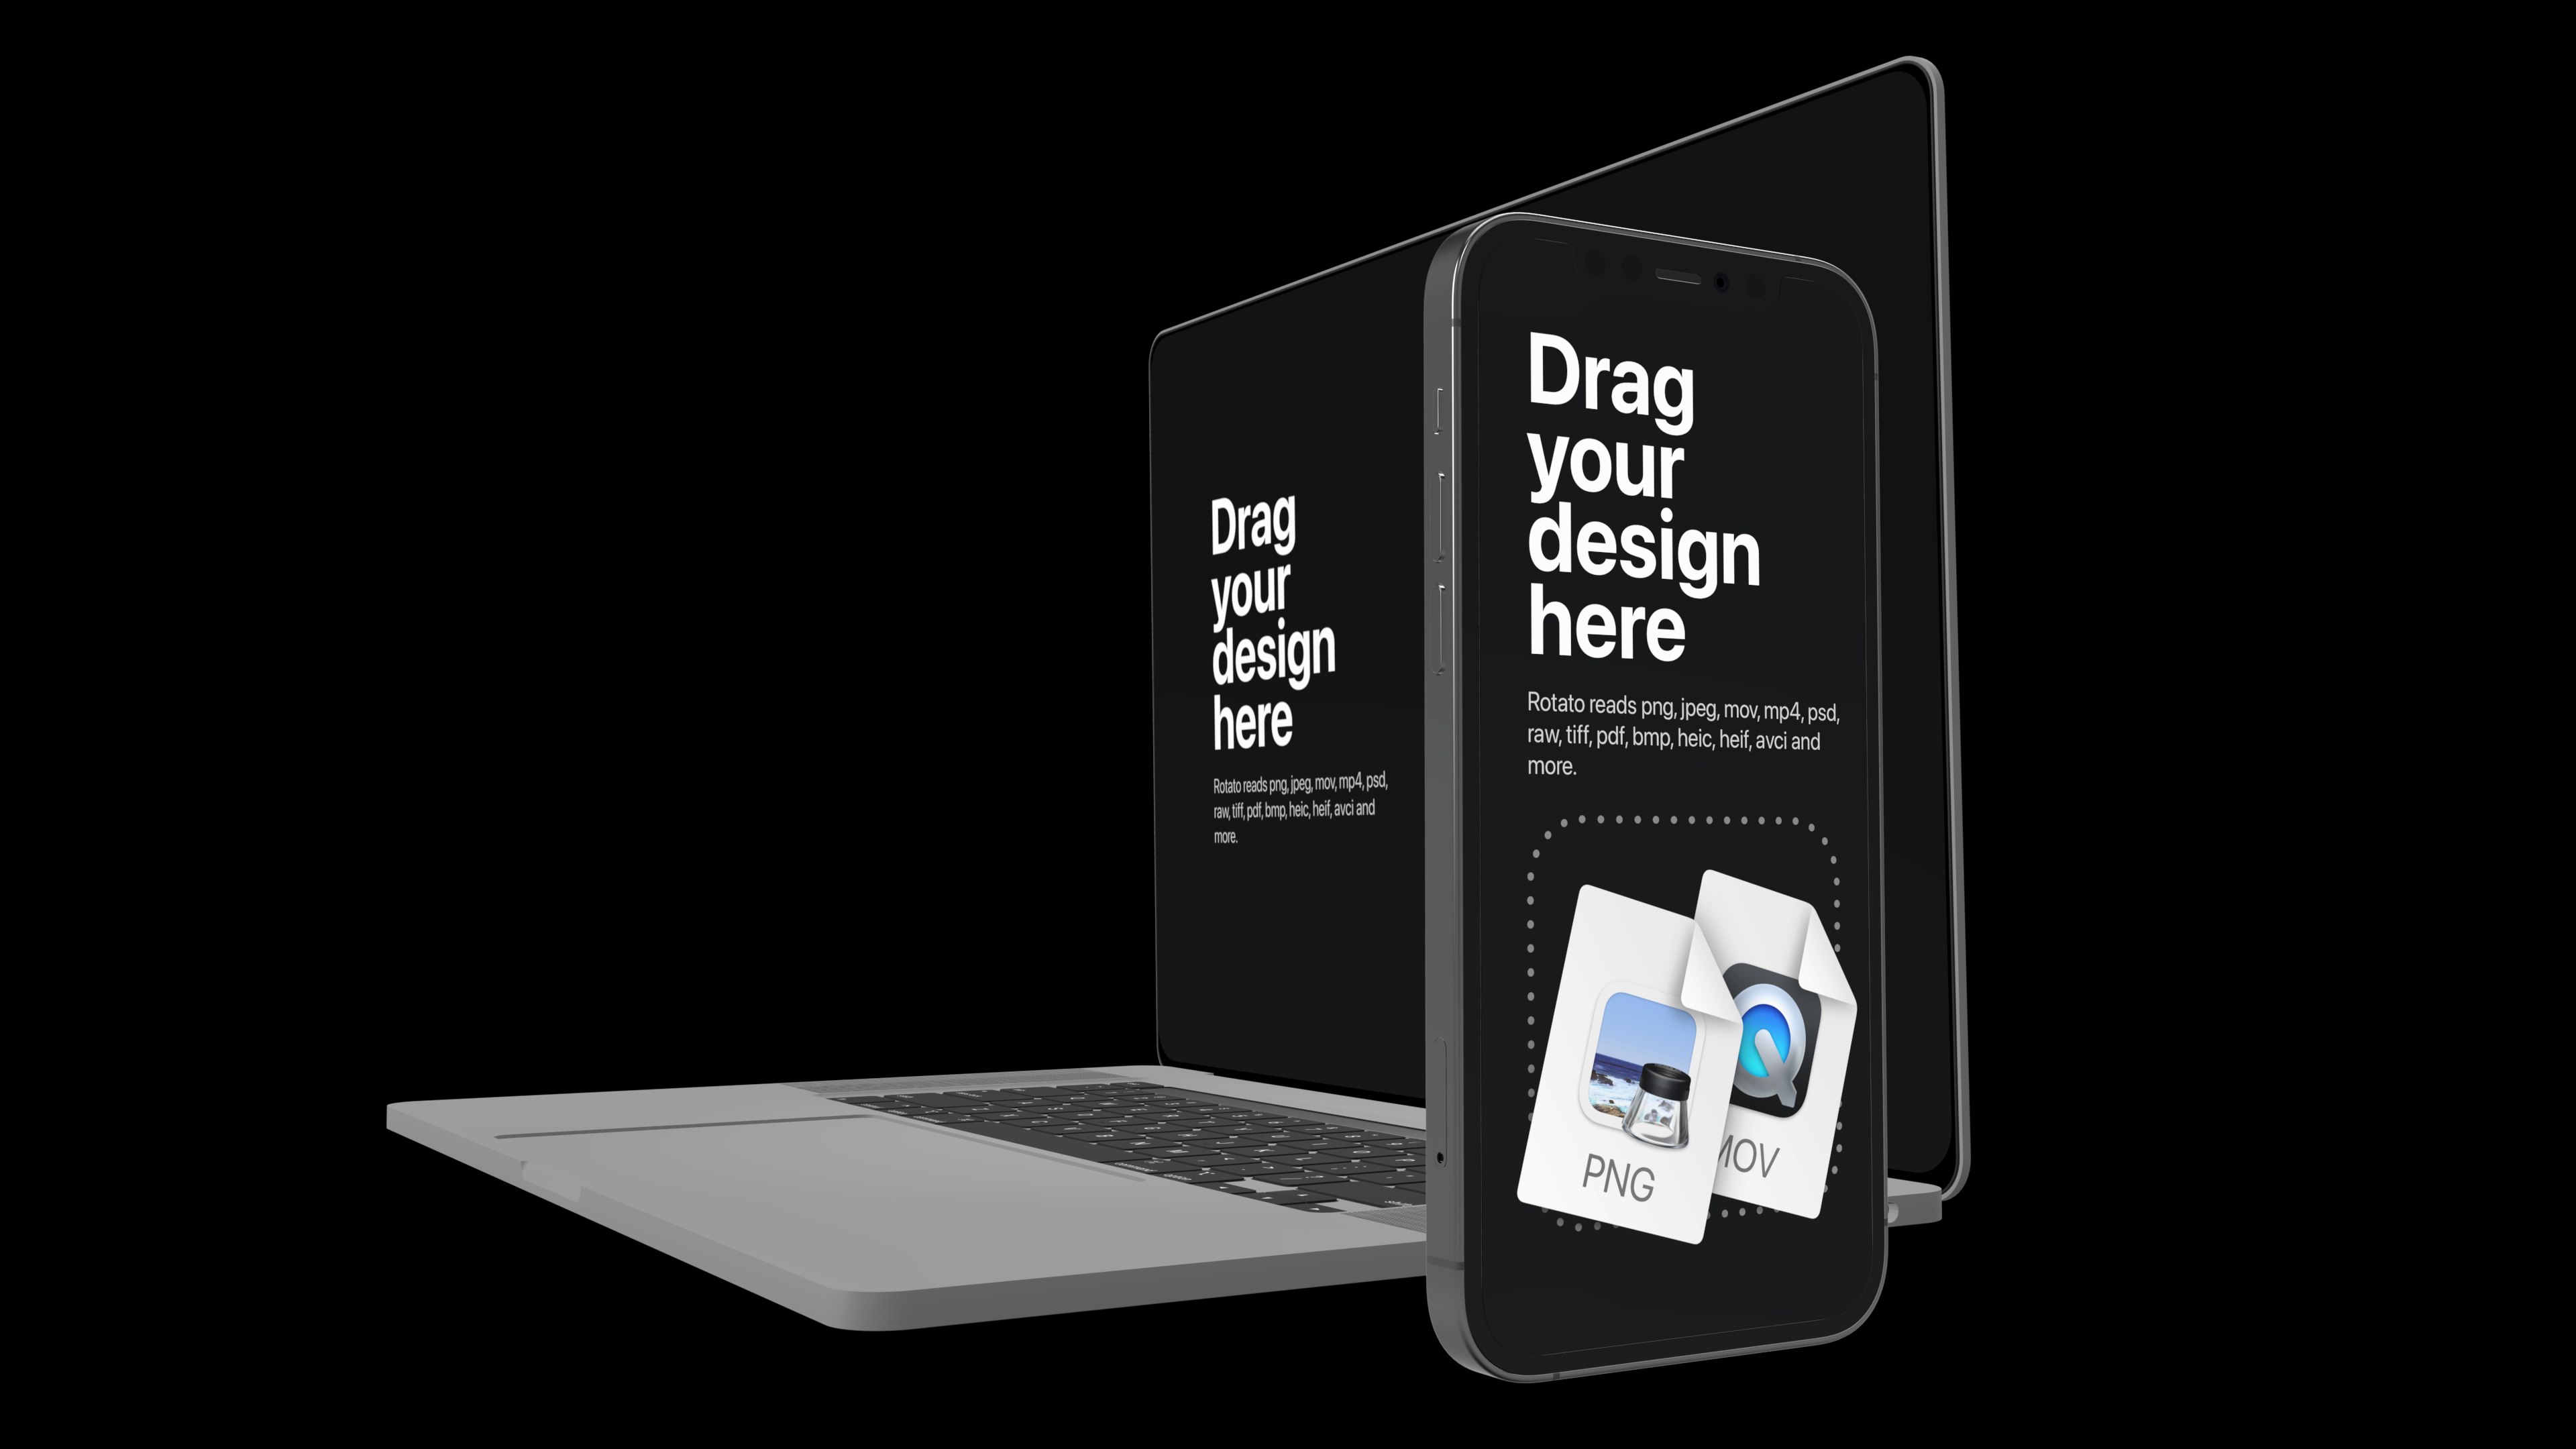 Drag
your
design
here
Rotato reads png, jpeg, mov, mp4, psd,
raw, tiff, pdf, bmp, heic, heif, avci and
more.
Drag
your
design
here
Rotato reads png, jpeg, mov, mp4, psd,
raw, tiff, pdf, bmp, heic, heif, avci and
more.
PNG
MOV